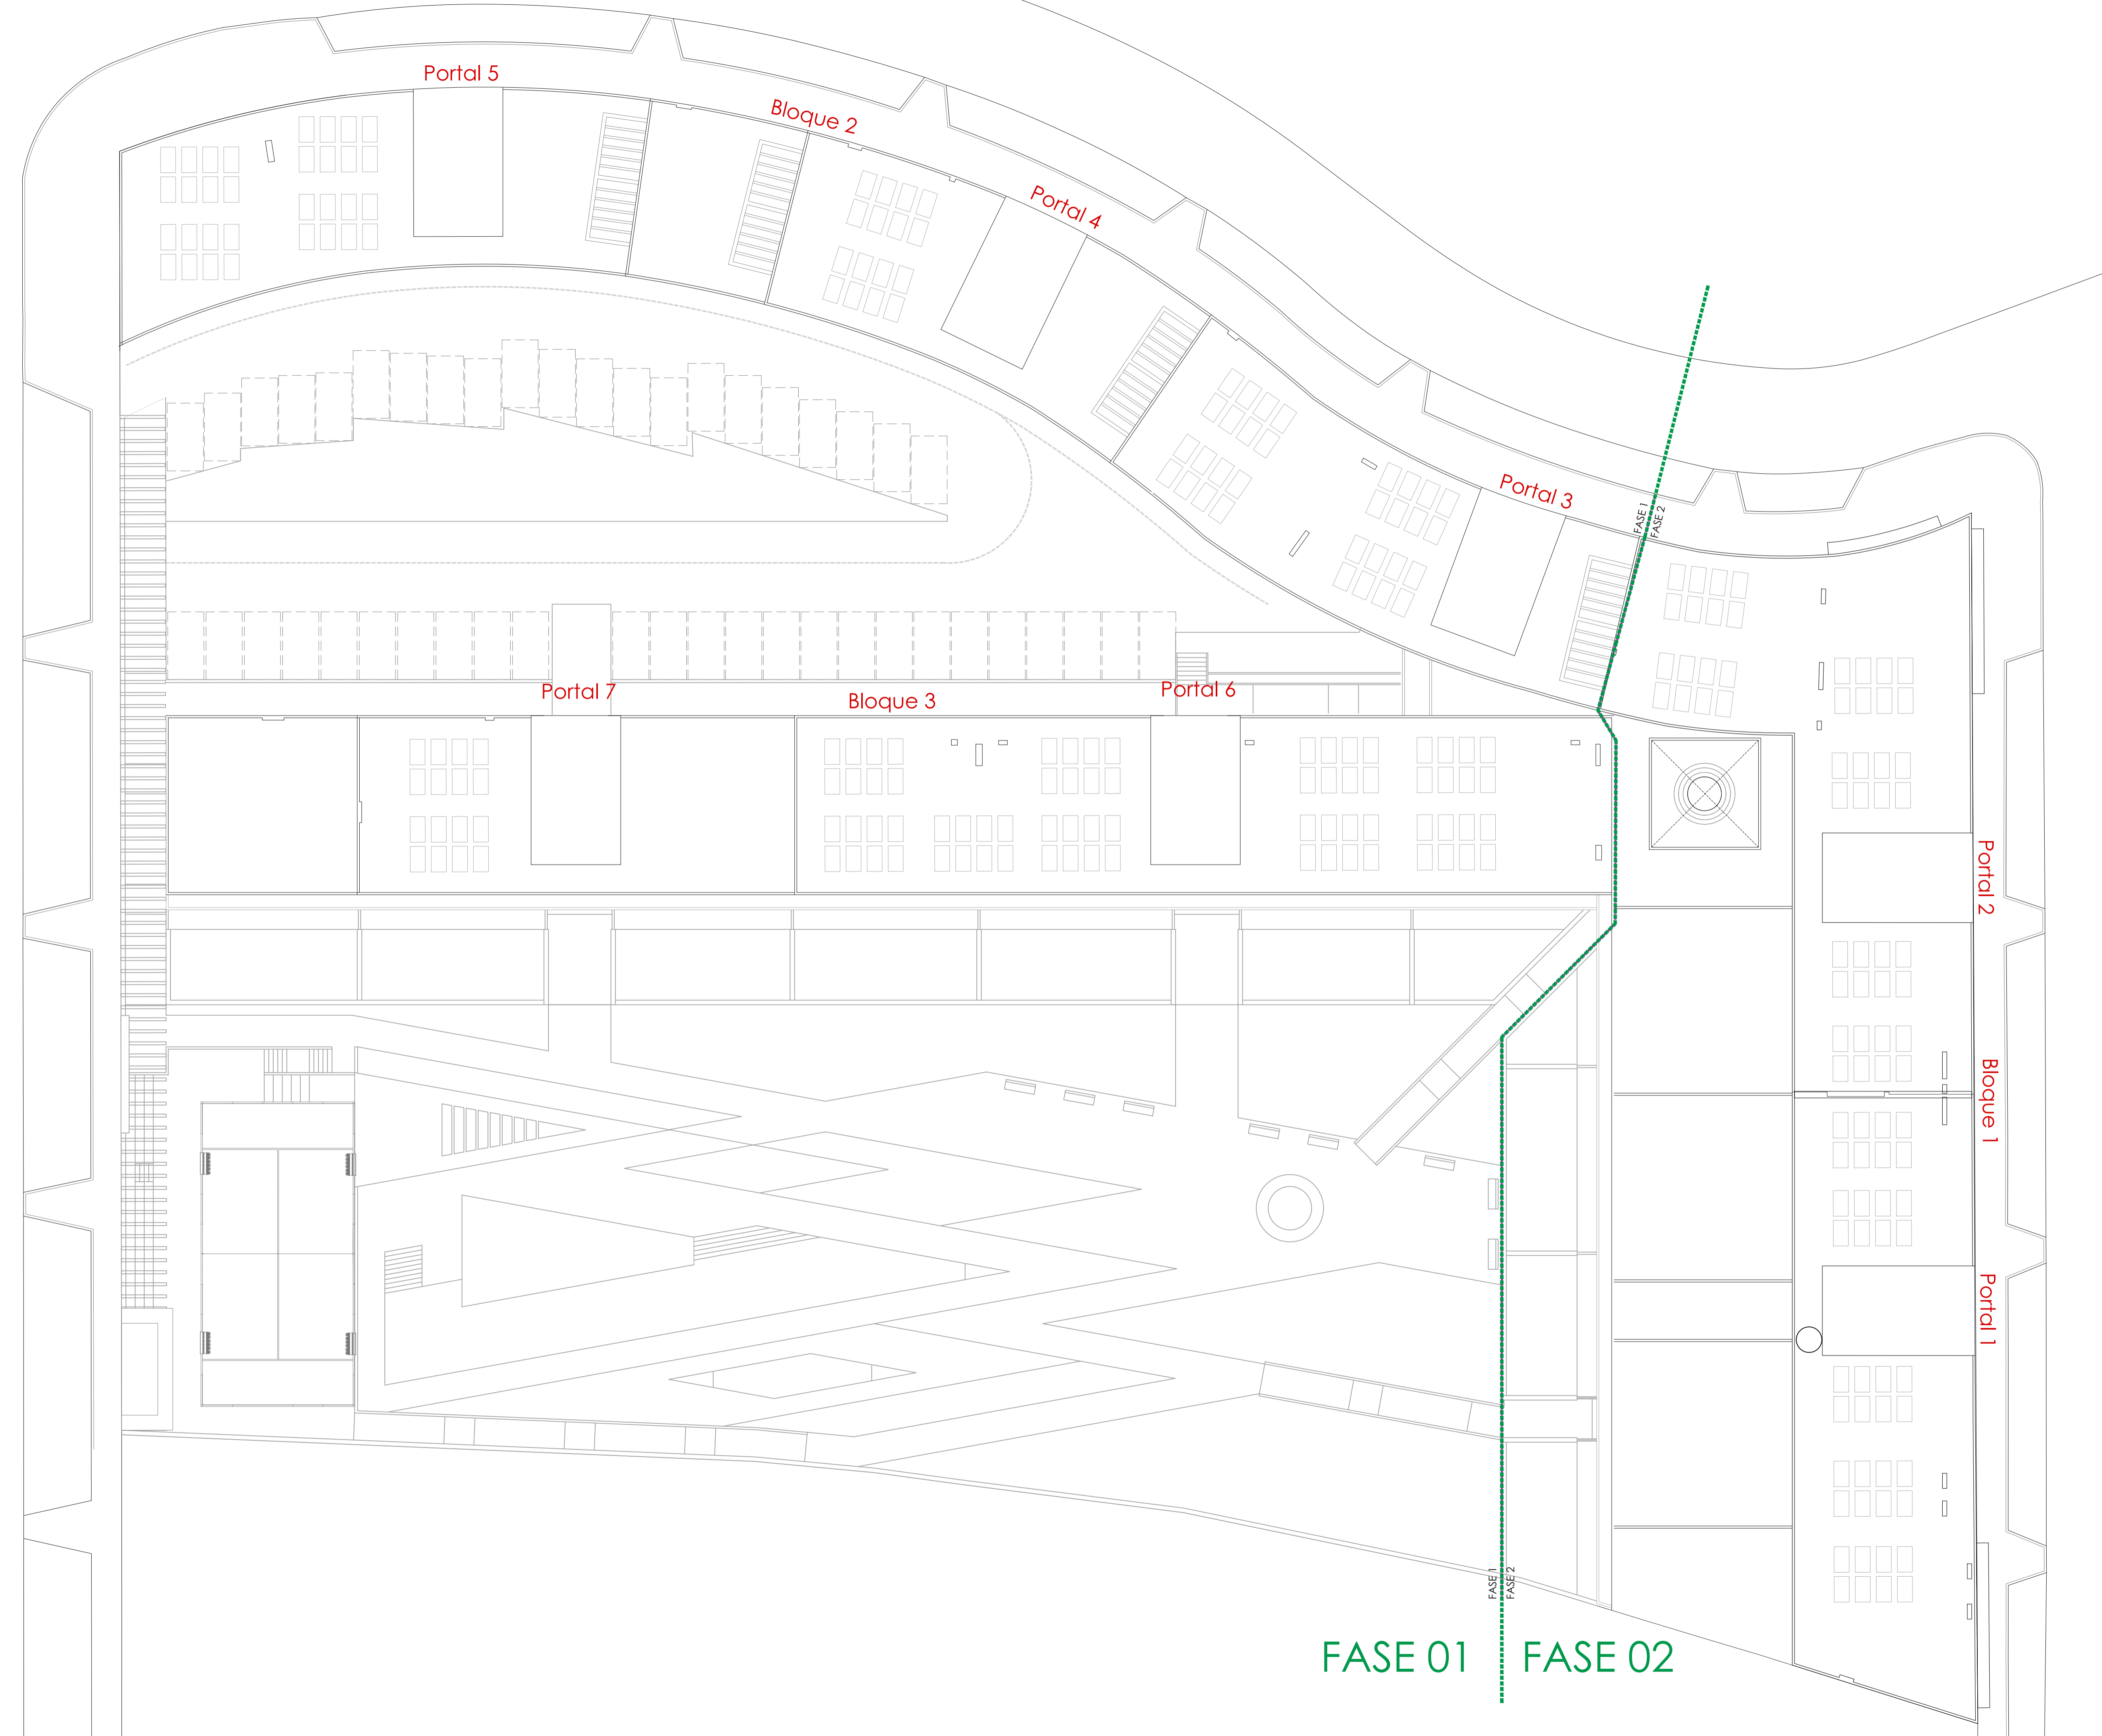 Portal 5
Bloque 2
Portal 4
Portal 3
FASE 1
FASE 2
Portal 7
Bloque 3
Portal 6
Portal 2
Bloque 1
Portal 1
FASE 1
FASE 2
FASE 01
FASE 02